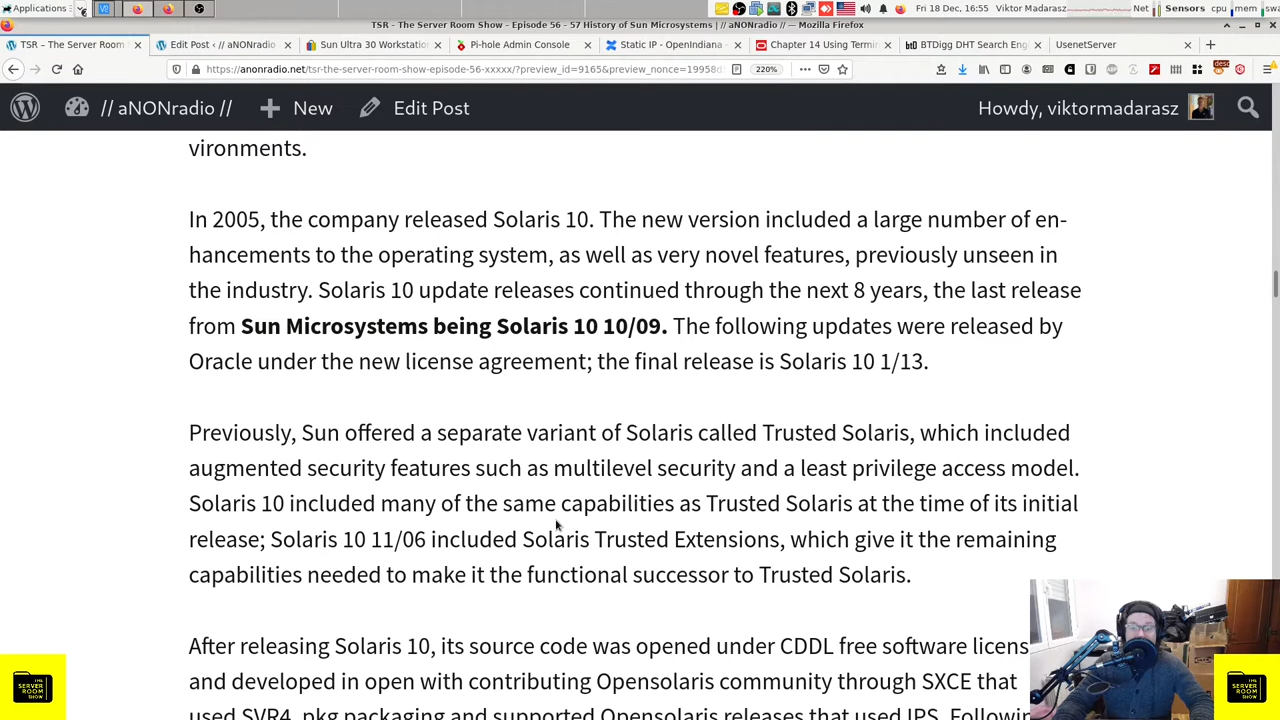 Applications
Fri 18 Dec, 16:55 Viktor Madarasz
Net
Sensors cpu mem swa
TSR - The Server Room Show - Episode 56 - 57 History of Sun Microsystems | // aNONradio — Mozilla Firefox
TSR – The Server Room
Edit Post ‹ // aNONradio
Sun Ultra 30 Workstatio
Pi-hole Admin Console
Static IP - OpenIndiana
Chapter 14 Using Termin
BTDigg DHT Search Eng
UsenetServer
https://anonradio.net/tsr-the-server-room-show-episode-56-xxxxx/?preview_id=9165&preview_nonce=19958d
220%
// aNONradio //
New
Edit Post
Howdy, viktormadarasz
vironments.
In 2005, the company released Solaris 10. The new version included a large number of en-
hancements to the operating system, as well as very novel features, previously unseen in
the industry. Solaris 10 update releases continued through the next 8 years, the last release
from Sun Microsystems being Solaris 10 10/09. The following updates were released by
Oracle under the new license agreement; the final release is Solaris 10 1/13.
Previously, Sun offered a separate variant of Solaris called Trusted Solaris, which included
augmented security features such as multilevel security and a least privilege access model.
Solaris 10 included many of the same capabilities as Trusted Solaris at the time of its initial
release; Solaris 10 11/06 included Solaris Trusted Extensions, which give it the remaining
capabilities needed to make it the functional successor to Trusted Solaris.
After releasing Solaris 10, its source code was opened under CDDL free software licens
and developed in open with contributing Opensolaris community through SXCE that
used SVR4 .pkg packaging and supported Opensolaris releases that used IPS. Followin
THE
SERVER
ROOM
SHOW
THE
SERVER
ROOM
SHOW